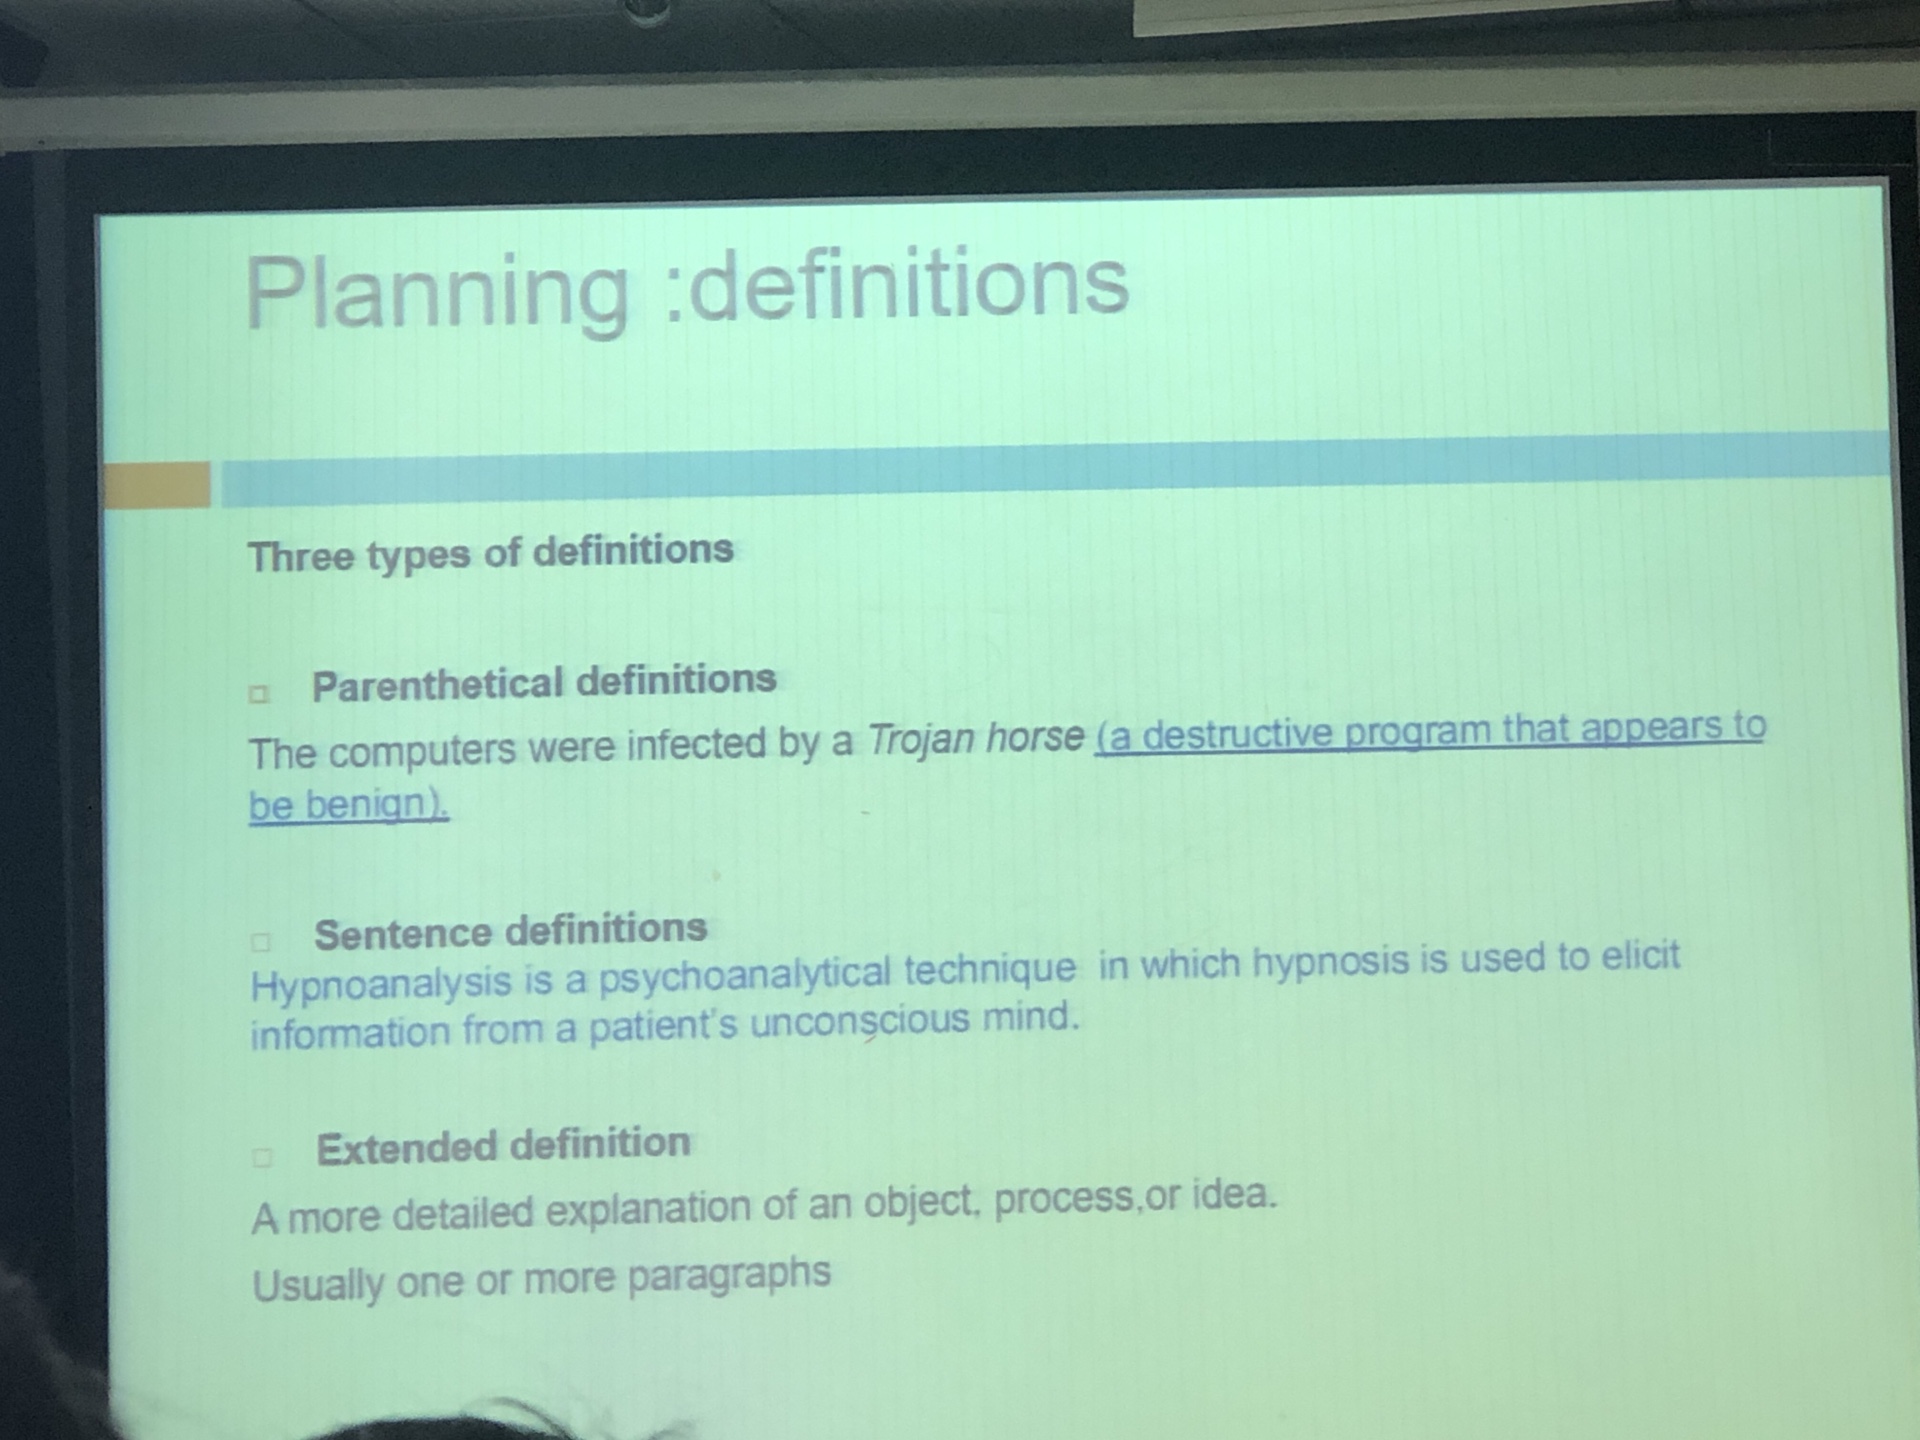 Planning :definitions
Three types of definitions
Parenthetical definitions
The computers were infected by a Trojan horse (a destructive program that appears to
be benign).
Sentence definitions
Hypnoanalysis is a psychoanalytical technique in which hypnosis is used to elicit
information from a patient's unconscious mind.
Extended definition
A more detailed explanation of an object, process,or idea.
Usually one or more paragraphs